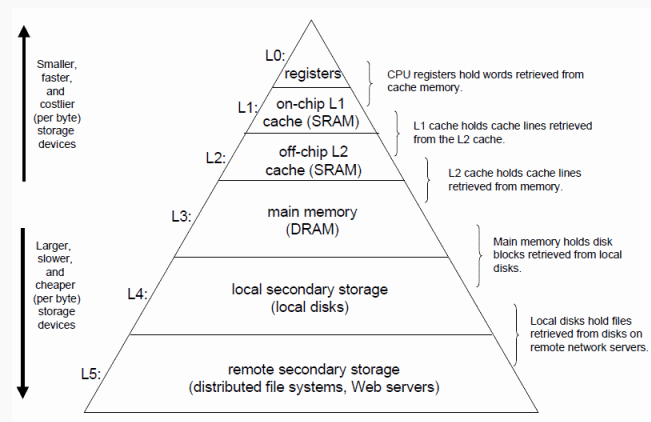 Smaller,
faster,
and
costlier
(per byte)
storage
devices
Larger,
slower,
and
cheaper
(per byte)
storage
devices
L0:
registers
CPU registers hold words retrieved from
cache memory.
L1:
on-chip L1
cache (SRAM)
L1 cache holds cache lines retrieved
from the L2 cache.
L2:
off-chip L2
cache (SRAM)
L2 cache holds cache lines
retrieved from memory.
L3:
main memory
(DRAM)
Main memory holds disk
blocks retrieved from local
disks.
L4:
local secondary storage
(local disks)
Local disks hold files
retrieved from disks on
remote network servers.
L5:
remote secondary storage
(distributed file systems, Web servers)